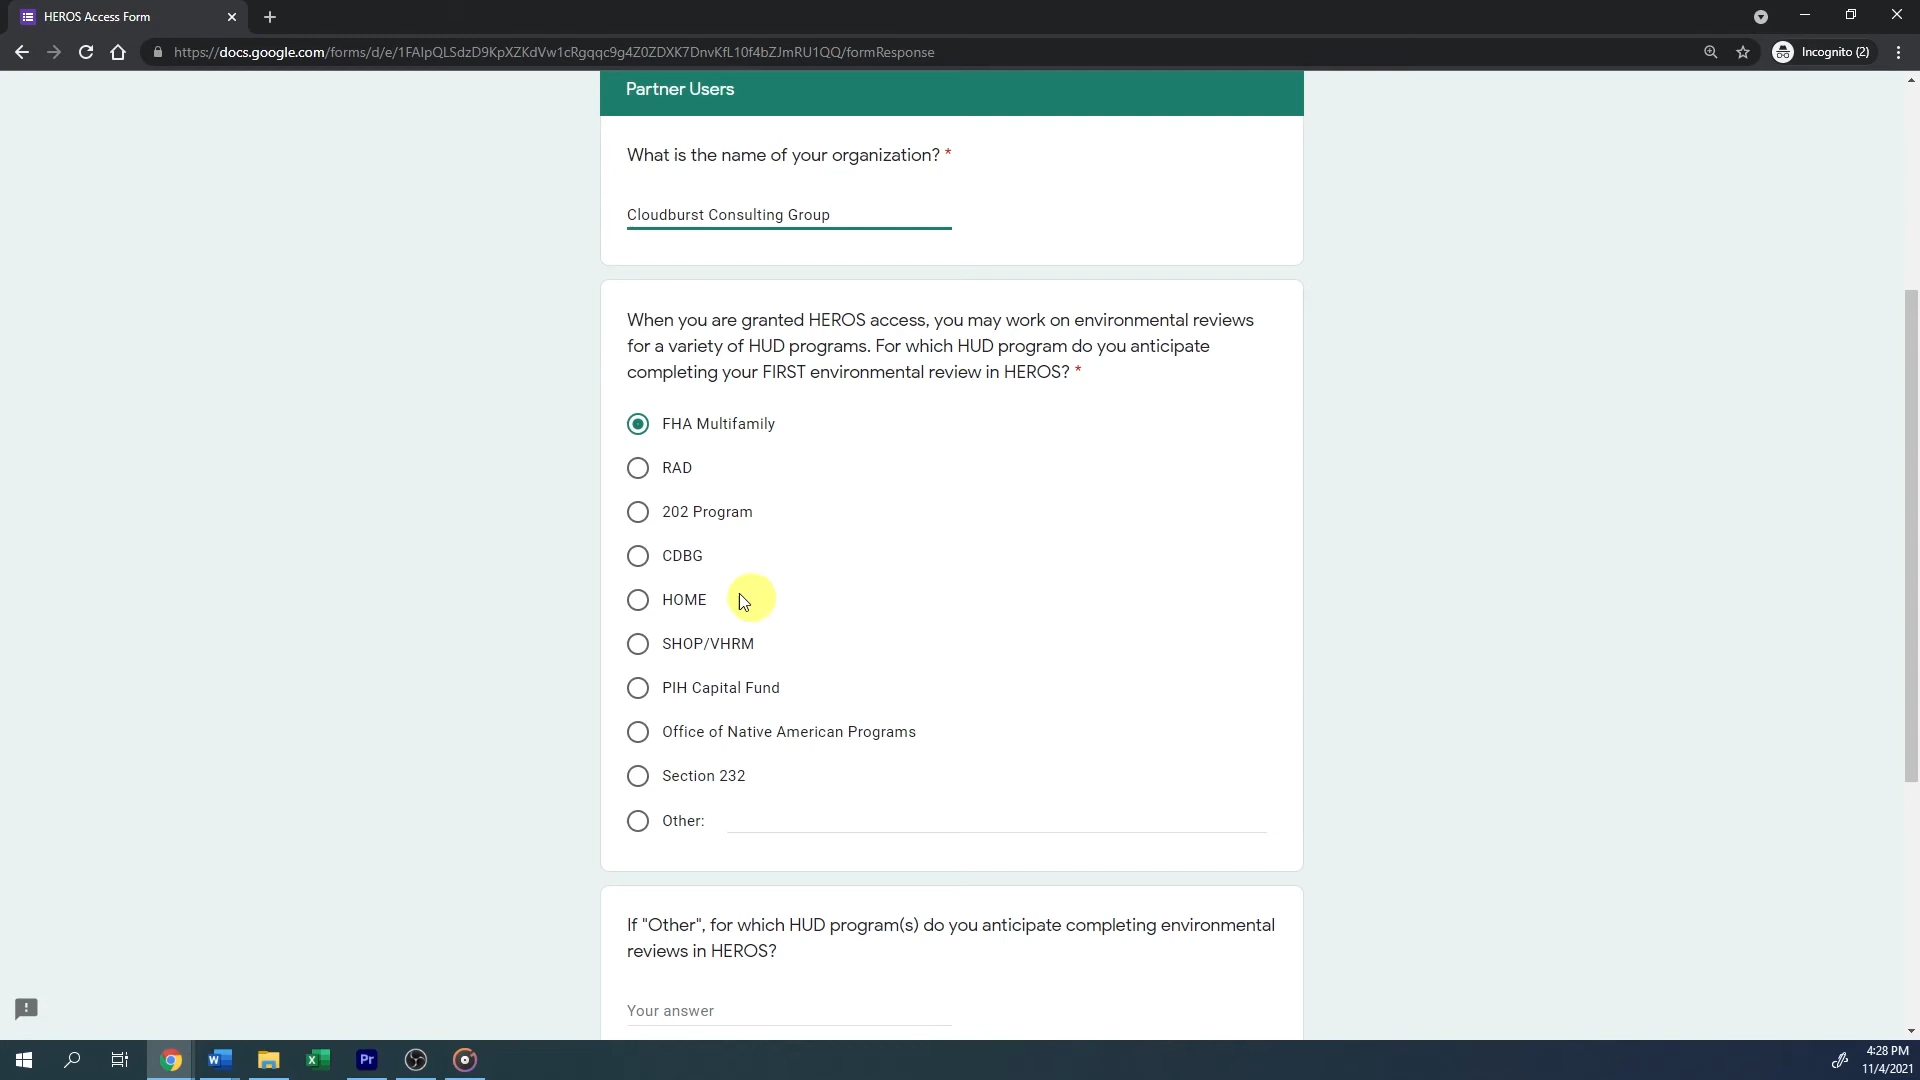 HEROS Access Form
https://docs.google.com/forms/d/e/1FAIpQLSdzD9KpXZKdVw1cRgqqc9g4Z0ZDXK7DnvKfL10f4bZJmRU1QQ/formResponse
Incognito (2)
Partner Users
What is the name of your organization? *
Cloudburst Consulting Group
When you are granted HEROS access, you may work on environmental reviews
for a variety of HUD programs. For which HUD program do you anticipate
completing your FIRST environmental review in HEROS? *
FHA Multifamily
RAD
202 Program
CDBG
HOME
SHOP/VHRM
PIH Capital Fund
Office of Native American Programs
Section 232
Other:
If "Other", for which HUD program(s) do you anticipate completing environmental
reviews in HEROS?
Your answer
4:28 PM
11/4/2021